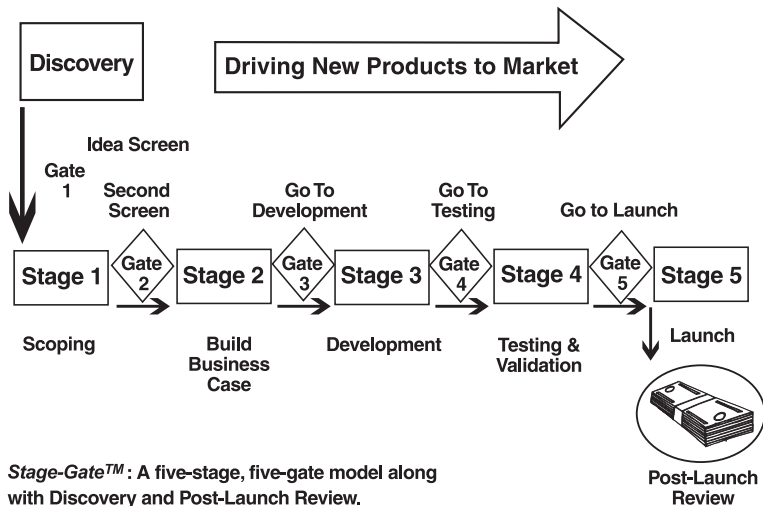 Discovery
Driving New Products to Market
Idea Screen
Gate
1
Second
Screen
Go To
Development
Go To
Testing
Go to Launch
Stage 1
Gate
2
Stage 2
Gate
3
Stage 3
Gate
4
Stage 4
Gate
5
Stage 5
Scoping
Build
Business
Case
Development
Testing &
Validation
Launch
Stage-Gate™: A five-stage, five-gate model along
with Discovery and Post-Launch Review.
Post-Launch
Review